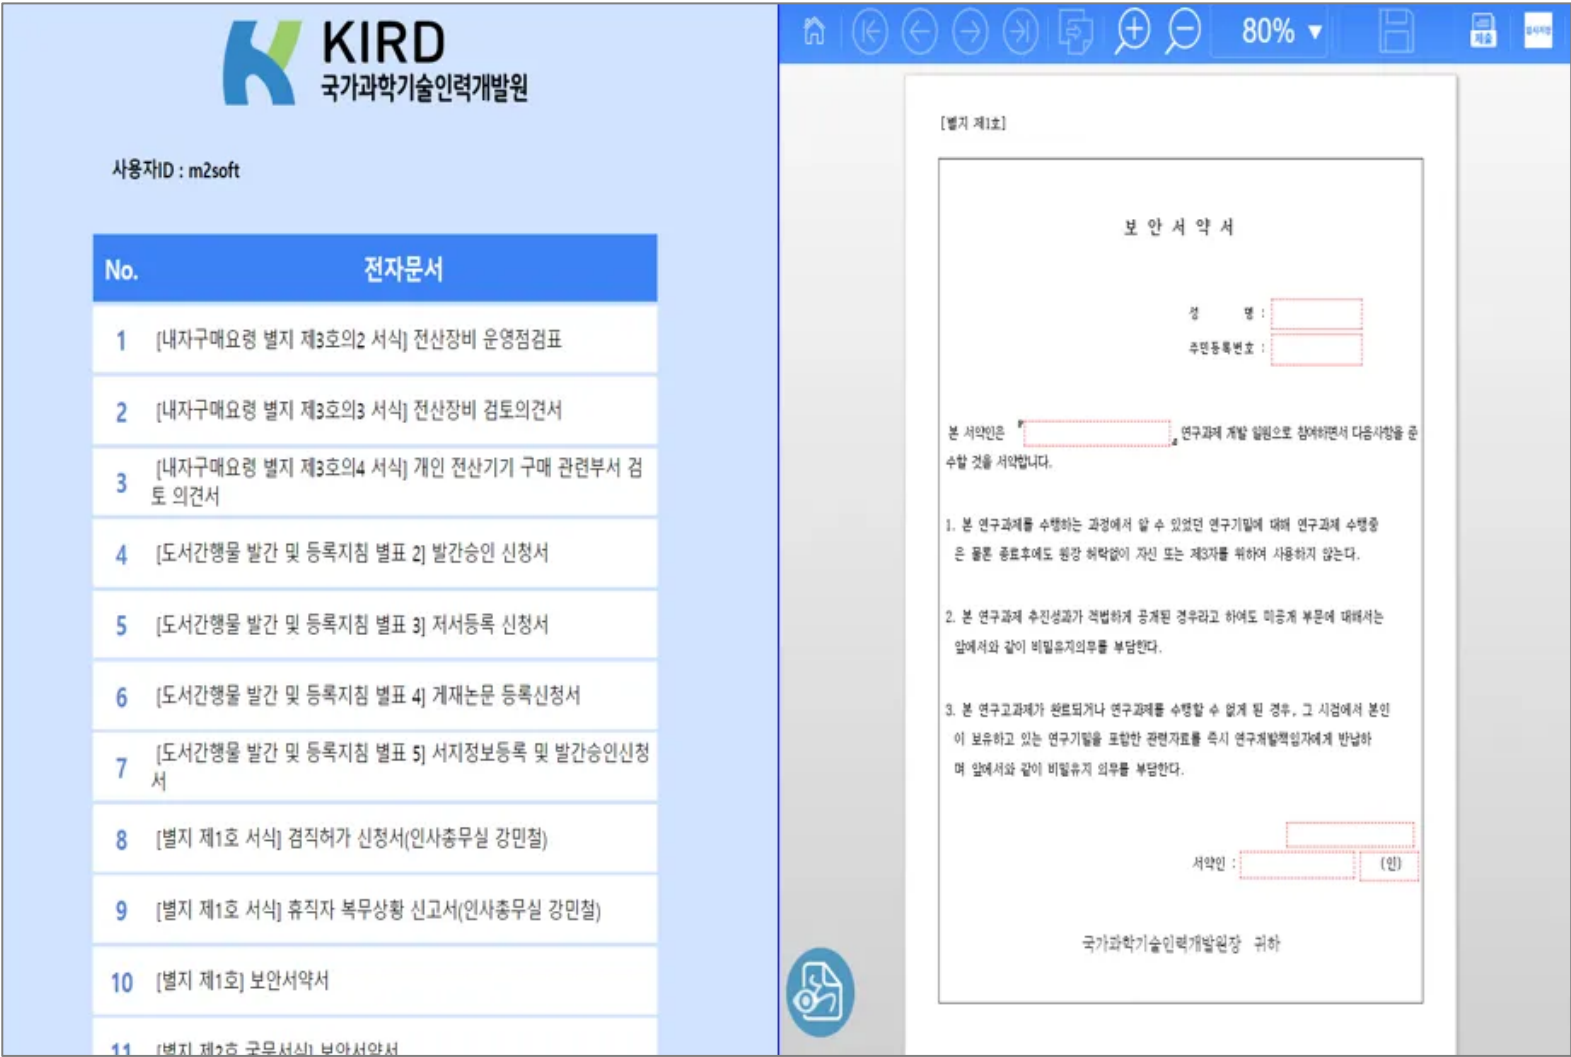 KIRD
국가과학기술인력개발원
사용자ID : m2soft
No. 전자문서
1 [내자구매요령 별지 제3호의2 서식] 전산장비 운영점검표
2 [내자구매요령 별지 제3호의3 서식] 전산장비 검토의견서
3 [내자구매요령 별지 제3호의4 서식] 개인 전산기기 구매 관련부서 검
토 의견서
4 [도서간행물 발간 및 등록지침 별표 2] 발간승인 신청서
5 [도서간행물 발간 및 등록지침 별표 3] 저서등록 신청서
6 [도서간행물 발간 및 등록지침 별표 4] 게재논문 등록신청서
7 [도서간행물 발간 및 등록지침 별표 5] 서지정보등록 및 발간승인신청
서
8 [별지 제1호 서식] 겸직허가 신청서(인사총무실 강민철)
9 [별지 제1호 서식] 휴직자 복무상황 신고서(인사총무실 강민철)
10 [별지 제1호] 보안서약서
11 [별지 제2호 국문서식] 보안서약서
80% ▼
제출
[별지 제1호]
보 안 서 약 서
성 명 :
주민등록번호 :
본 서약인은 『 』 연구과제 개발 임원으로 참여하면서 다음사항을 준
수할 것을 서약합니다.
1. 본 연구과제를 수행하는 과정에서 알 수 있었던 연구기밀에 대해 연구과제 수행중
은 물론 종료후에도 원장 허락없이 자신 또는 제3자를 위하여 사용하지 않는다.
2. 본 연구과제 추진성과가 적법하게 공개된 경우라고 하여도 미공개 부문에 대해서는
앞에서와 같이 비밀유지의무를 부담한다.
3. 본 연구고과제가 완료되거나 연구과제를 수행할 수 없게 된 경우, 그 시점에서 본인
이 보유하고 있는 연구기밀을 포함한 관련자료를 즉시 연구개발책임자에게 반납하
며 앞에서와 같이 비밀유지 의무를 부담한다.
서약인 : (인)
국가과학기술인력개발원장 귀하